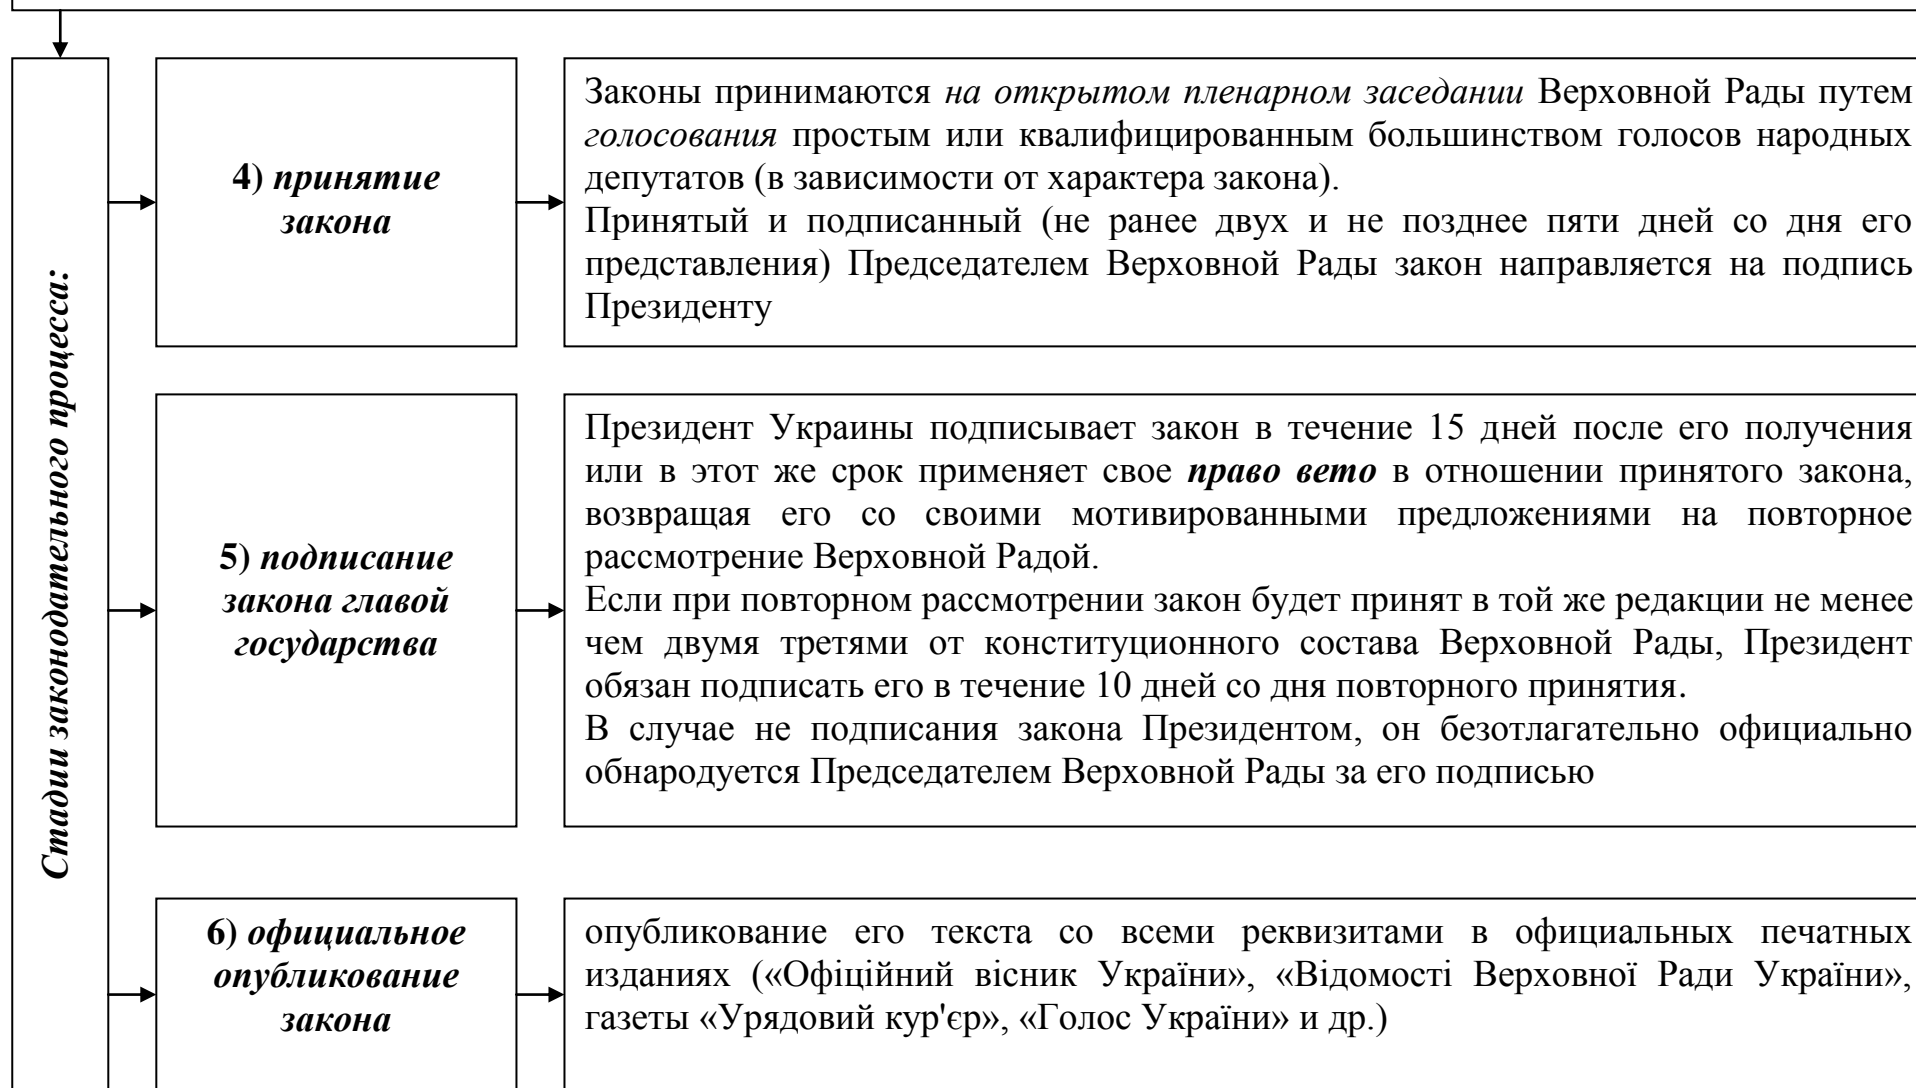 Стадии законодательного процесса:
4) принятие
закона
Законы принимаются на открытом пленарном заседании Верховной Рады путем
голосования простым или квалифицированным большинством голосов народных
депутатов (в зависимости от характера закона).
Принятый и подписанный (не ранее двух и не позднее пяти дней со дня его
представления) Председателем Верховной Рады закон направляется на подпись
Президенту
5) подписание
закона главой
государства
Президент Украины подписывает закон в течение 15 дней после его получения
или в этот же срок применяет свое право вето в отношении принятого закона,
возвращая его со своими мотивированными предложениями на повторное
рассмотрение Верховной Радой.
Если при повторном рассмотрении закон будет принят в той же редакции не менее
чем двумя третями от конституционного состава Верховной Рады, Президент
обязан подписать его в течение 10 дней со дня повторного принятия.
В случае не подписания закона Президентом, он безотлагательно официально
обнародуется Председателем Верховной Рады за его подписью
6) официальное
опубликование
закона
опубликование его текста со всеми реквизитами в официальных печатных
изданиях («Офіційний вісник України», «Відомості Верховної Ради України»,
газеты «Урядовий кур'єр», «Голос України» и др.)